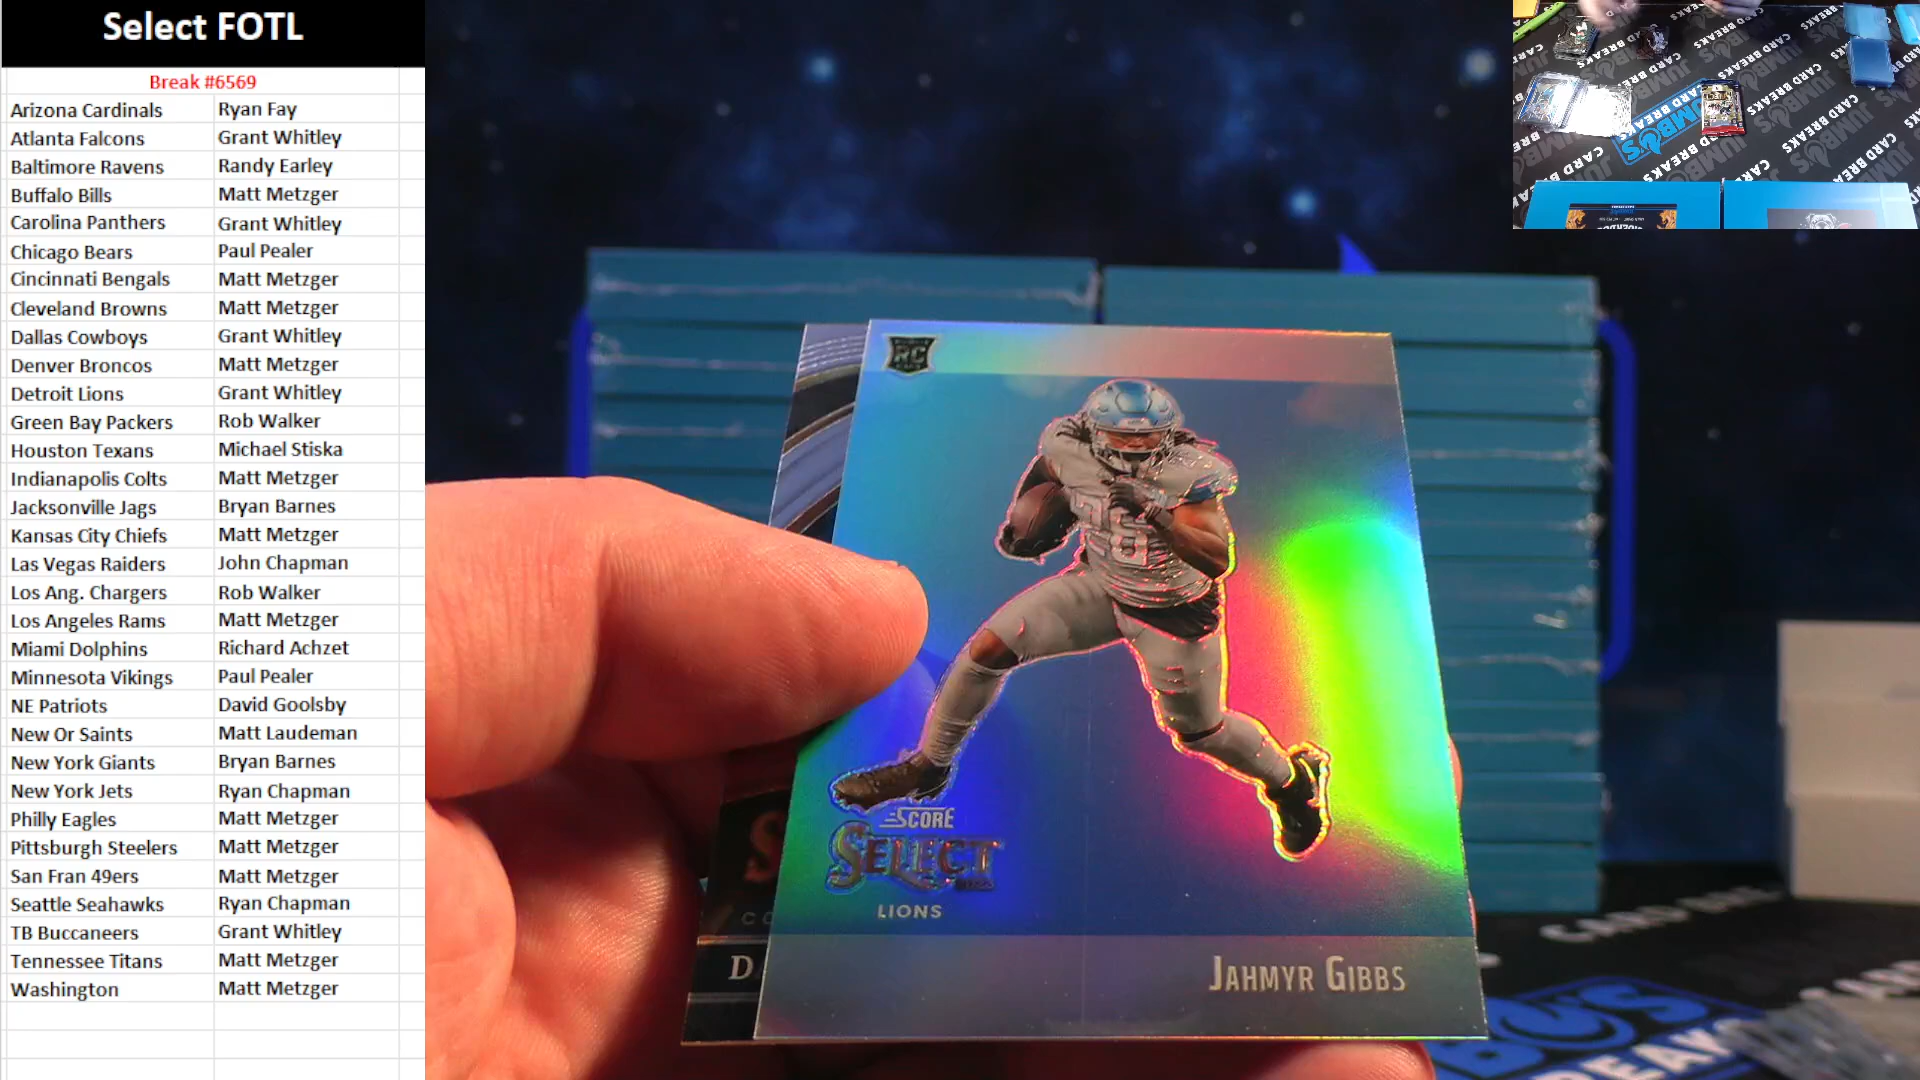 Select FOTL
Break #6569
Arizona Cardinals Ryan Fay
Atlanta Falcons Grant Whitley
Baltimore Ravens Randy Earley
Buffalo Bills Matt Metzger
Carolina Panthers Grant Whitley
Chicago Bears Paul Pealer
Cincinnati Bengals Matt Metzger
Cleveland Browns Matt Metzger
Dallas Cowboys Grant Whitley
Denver Broncos Matt Metzger
Detroit Lions Grant Whitley
Green Bay Packers Rob Walker
Houston Texans Michael Stiska
Indianapolis Colts Matt Metzger
Jacksonville Jags Bryan Barnes
Kansas City Chiefs Matt Metzger
Las Vegas Raiders John Chapman
Los Ang. Chargers Rob Walker
Los Angeles Rams Matt Metzger
Miami Dolphins Richard Achzet
Minnesota Vikings Paul Pealer
NE Patriots David Goolsby
New Or Saints Matt Laudeman
New York Giants Bryan Barnes
New York Jets Ryan Chapman
Philly Eagles Matt Metzger
Pittsburgh Steelers Matt Metzger
San Fran 49ers Matt Metzger
Seattle Seahawks Ryan Chapman
TB Buccaneers Grant Whitley
Tennessee Titans Matt Metzger
Washington Matt Metzger
RC
26
SCORE
SELECT
LIONS
JAHMYR GIBBS
JUMBO'S
CARD BREAKS